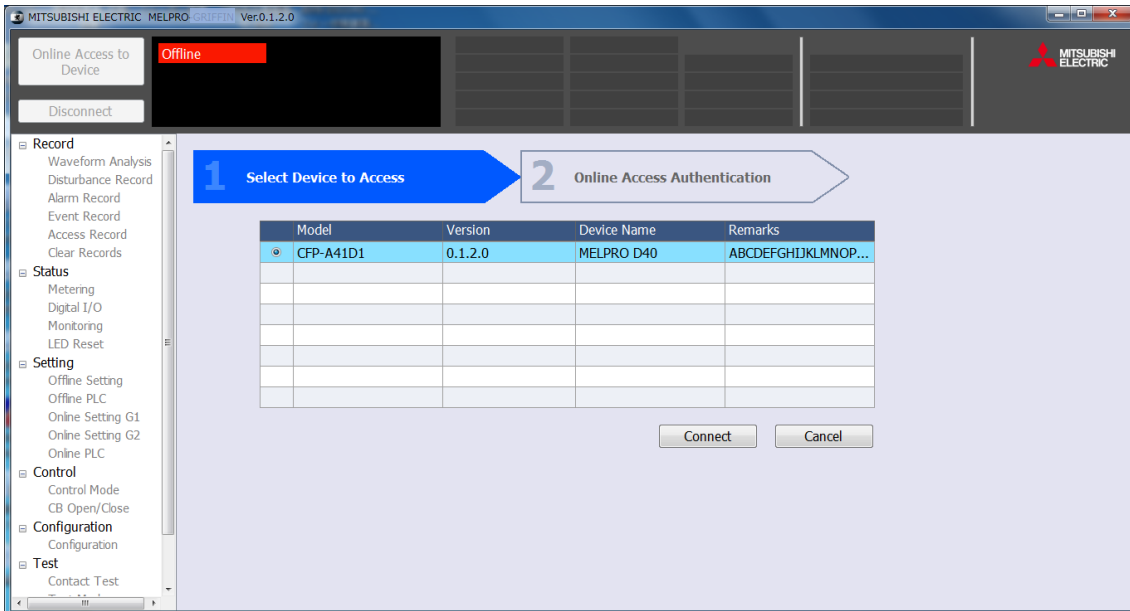 MITSUBISHI ELECTRIC MELPRO-GRIFFIN Ver.0.1.2.0
Online Access to
Device
Offline
MITSUBISHI
ELECTRIC
Disconnect
Record
Waveform Analysis
Disturbance Record
Alarm Record
Event Record
Access Record
Clear Records
Status
Metering
Digital I/O
Monitoring
LED Reset
Setting
Offline Setting
Offline PLC
Online Setting G1
Online Setting G2
Online PLC
Control
Control Mode
CB Open/Close
Configuration
Configuration
Test
Contact Test
1 Select Device to Access
2 Online Access Authentication
Model Version Device Name Remarks
CFP-A41D1 0.1.2.0 MELPRO D40 ABCDEFGHIJKLMNOP...
Connect Cancel